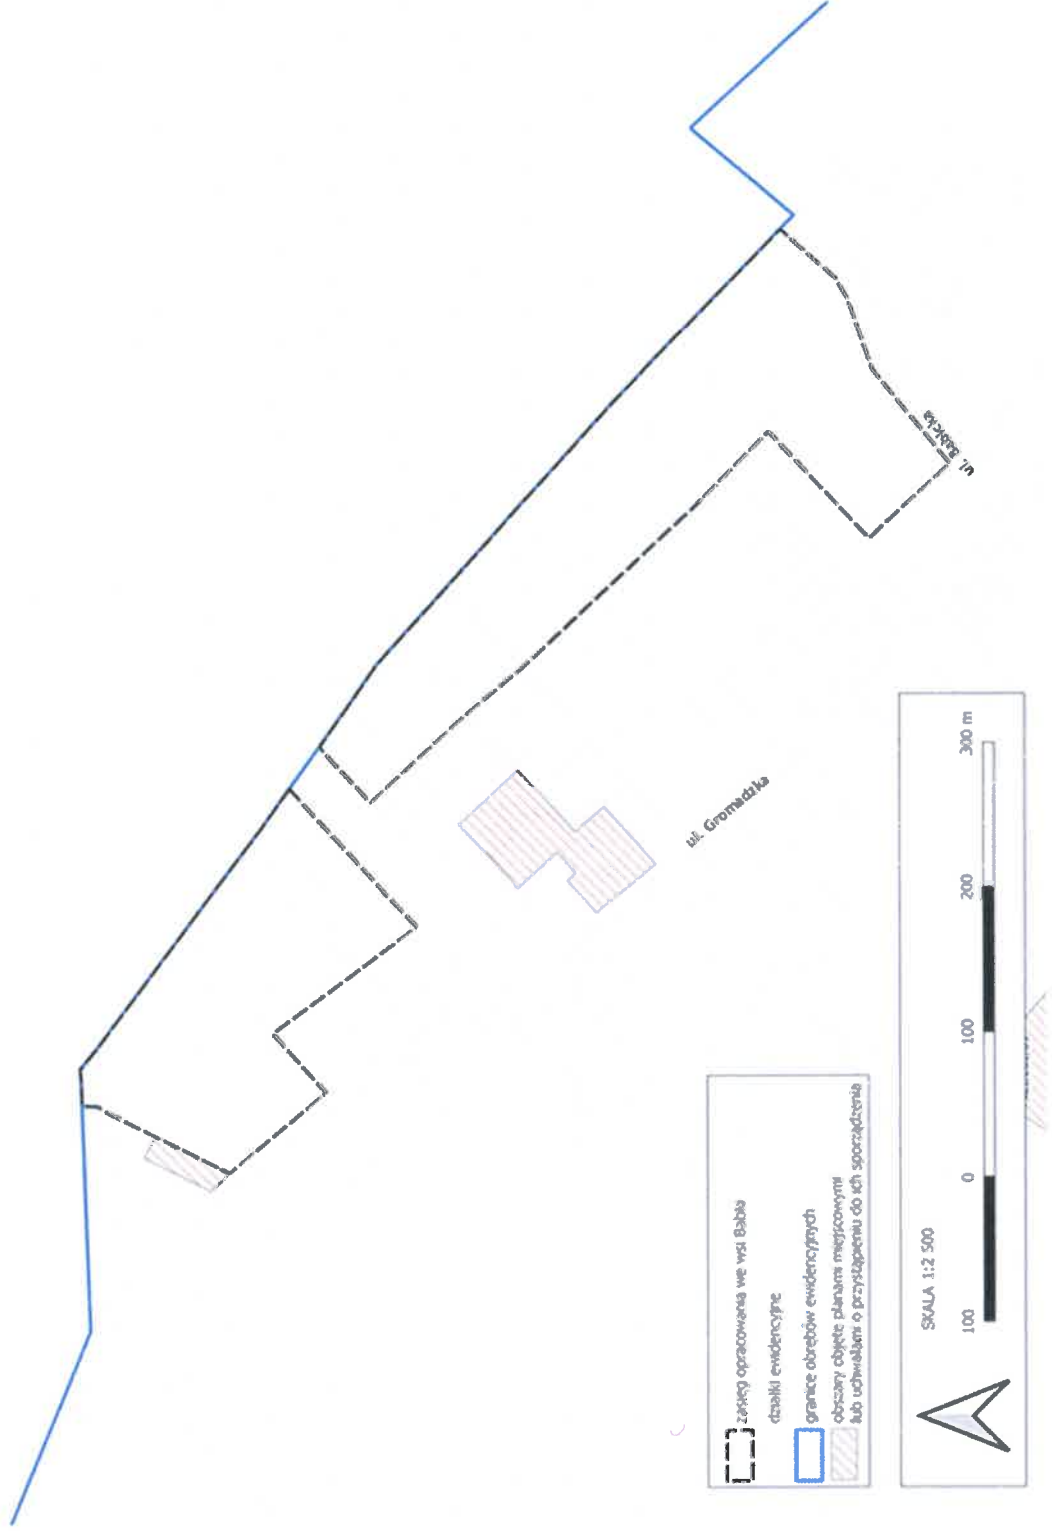 ul. Babicka
ul. Gromadzka
zasięg opracowania we wsi Babki
działki ewidencyjne
granice obrębów ewidencyjnych
obszary objęte planami miejscowymi
lub uchwałami o przystąpieniu do ich sporządzenia
SKALA 1:2 500
100 0 100 200 300 m